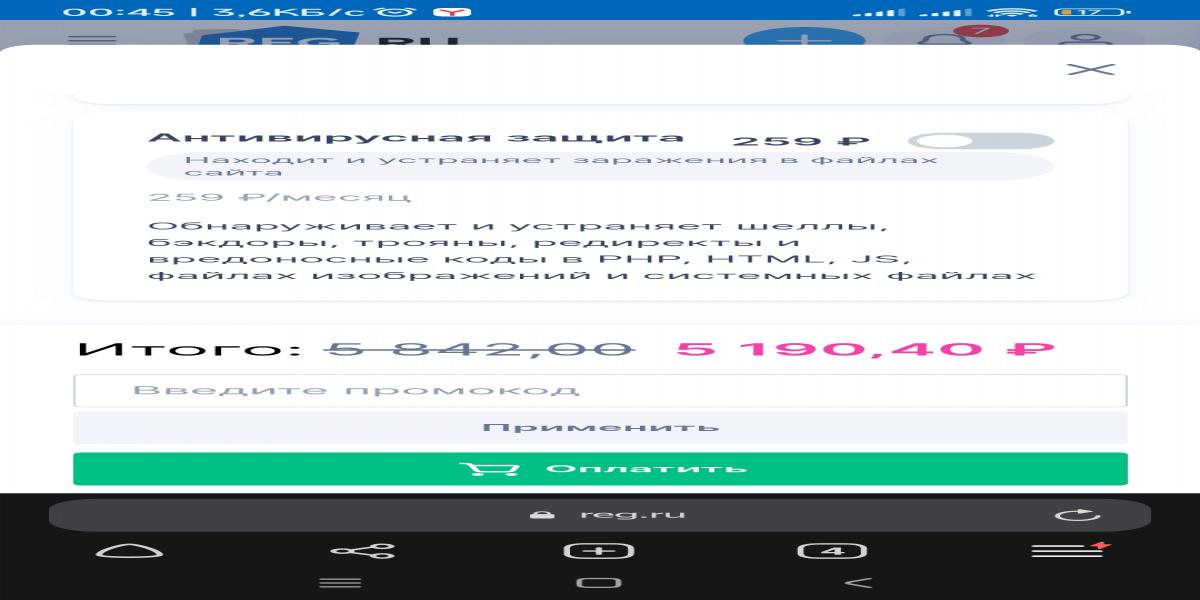 00:45 | 3,6КБ/с
17
REG.RU
7
Антивирусная защита 259 ₽
Находит и устраняет заражения в файлах
сайта
259 ₽/месяц
Обнаруживает и устраняет шеллы,
бэкдоры, трояны, редиректы и
вредоносные коды в PHP, HTML, JS,
файлах изображений и системных файлах
Итого: 5 842,00 5 190,40 ₽
Введите промокод
Применить
Оплатить
reg.ru
4